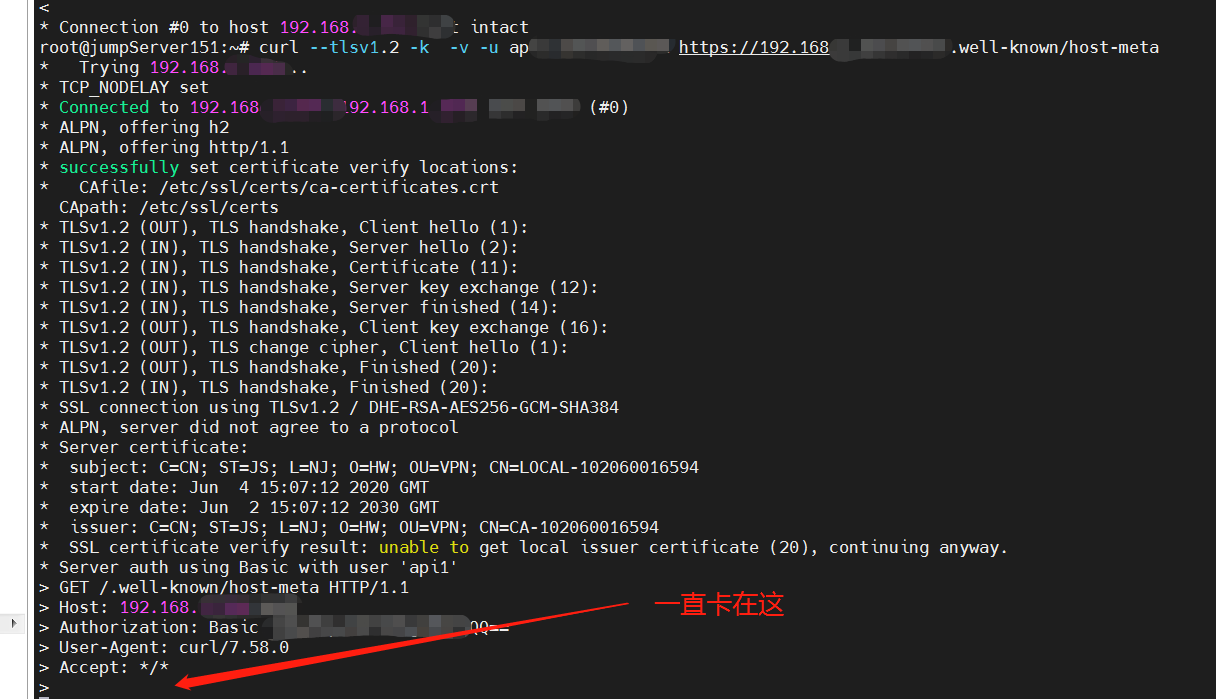 <
* Connection #0 to host 192.168. t intact
root@jumpServer151:~# curl --tlsv1.2 -k  -v -u ap https://192.168 .well-known/host-meta
*   Trying 192.168. ..
* TCP_NODELAY set
* Connected to 192.168 192.168.1 (#0)
* ALPN, offering h2
* ALPN, offering http/1.1
* successfully set certificate verify locations:
*   CAfile: /etc/ssl/certs/ca-certificates.crt
  CApath: /etc/ssl/certs
* TLSv1.2 (OUT), TLS handshake, Client hello (1):
* TLSv1.2 (IN), TLS handshake, Server hello (2):
* TLSv1.2 (IN), TLS handshake, Certificate (11):
* TLSv1.2 (IN), TLS handshake, Server key exchange (12):
* TLSv1.2 (IN), TLS handshake, Server finished (14):
* TLSv1.2 (OUT), TLS handshake, Client key exchange (16):
* TLSv1.2 (OUT), TLS change cipher, Client hello (1):
* TLSv1.2 (OUT), TLS handshake, Finished (20):
* TLSv1.2 (IN), TLS handshake, Finished (20):
* SSL connection using TLSv1.2 / DHE-RSA-AES256-GCM-SHA384
* ALPN, server did not agree to a protocol
* Server certificate:
*  subject: C=CN; ST=JS; L=NJ; O=HW; OU=VPN; CN=LOCAL-102060016594
*  start date: Jun  4 15:07:12 2020 GMT
*  expire date: Jun  2 15:07:12 2030 GMT
*  issuer: C=CN; ST=JS; L=NJ; O=HW; OU=VPN; CN=CA-102060016594
*  SSL certificate verify result: unable to get local issuer certificate (20), continuing anyway.
* Server auth using Basic with user 'api1'
> GET /.well-known/host-meta HTTP/1.1
> Host: 192.168.
一直卡在这
> Authorization: Basic QQ==
> User-Agent: curl/7.58.0
> Accept: */*
>